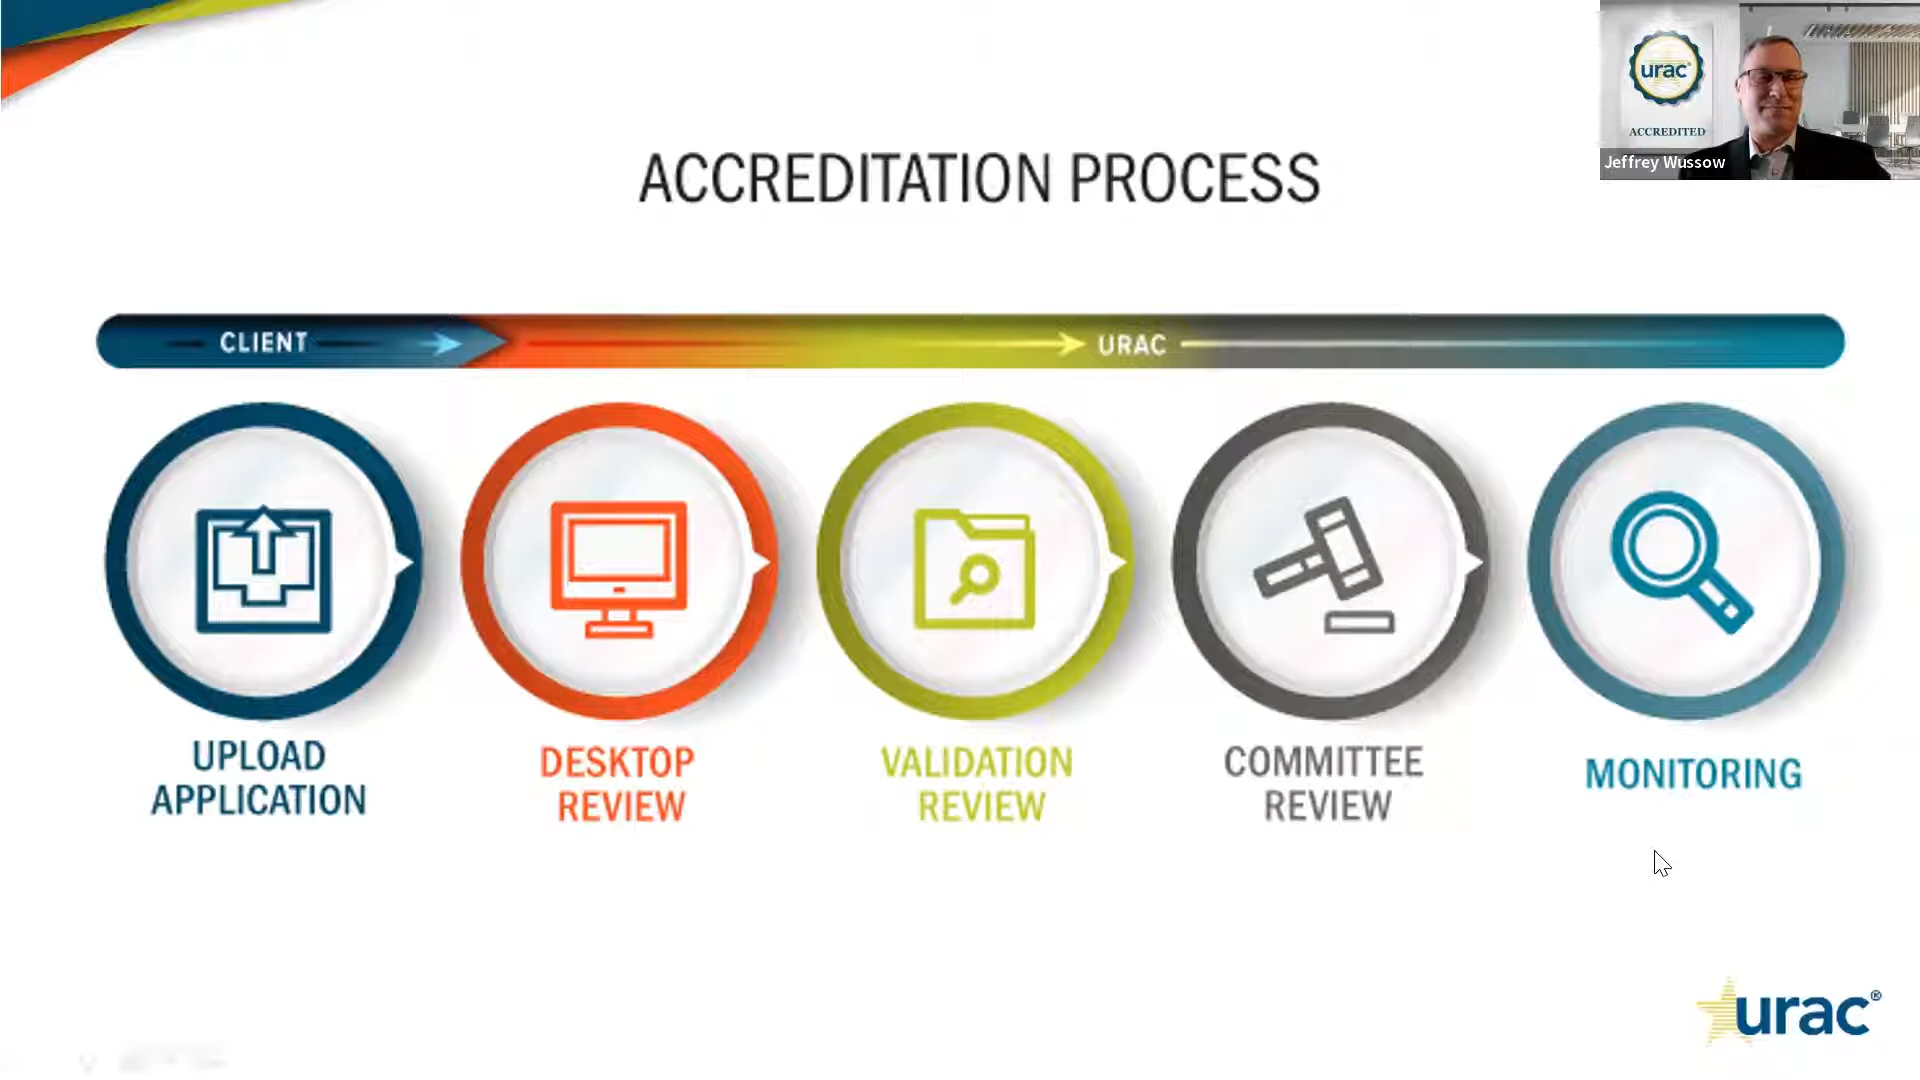 urac
ACCREDITED
Jeffrey Wussow
ACCREDITATION PROCESS
CLIENT
URAC
UPLOAD
APPLICATION
DESKTOP
REVIEW
VALIDATION
REVIEW
COMMITTEE
REVIEW
MONITORING
urac®